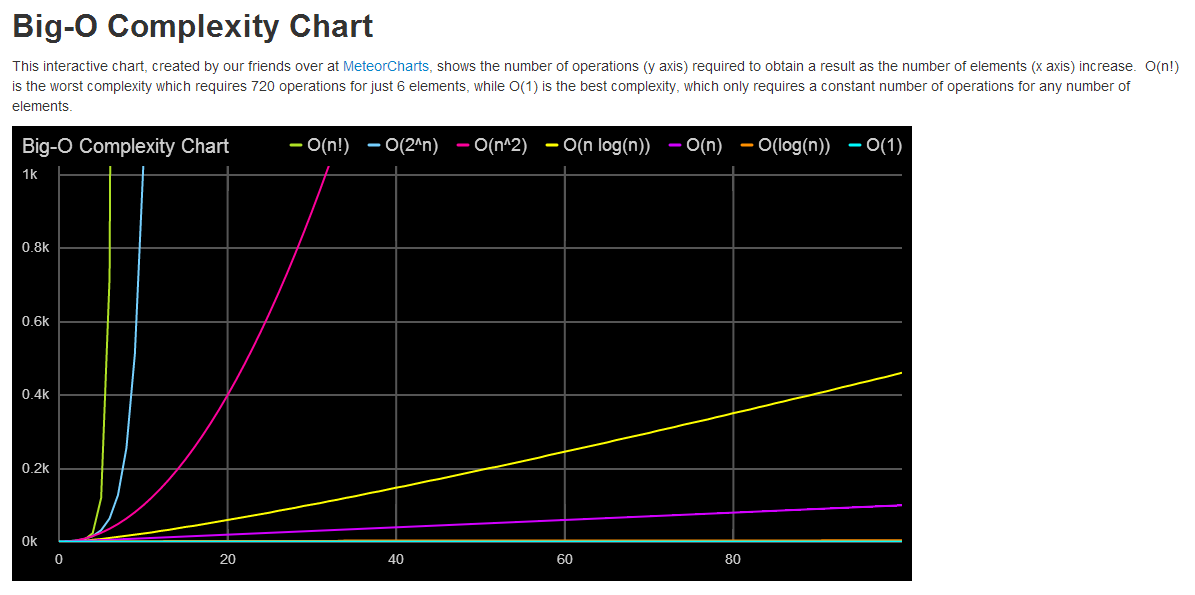 Big-O Complexity Chart
This interactive chart, created by our friends over at MeteorCharts, shows the number of operations (y axis) required to obtain a result as the number of elements (x axis) increase. O(n!)
is the worst complexity which requires 720 operations for just 6 elements, while O(1) is the best complexity, which only requires a constant number of operations for any number of
elements.
Big-O Complexity Chart O(n!) O(2^n) O(n^2) O(n log(n)) O(n) O(log(n)) O(1)
1k
0.8k
0.6k
0.4k
0.2k
0k
0 20 40 60 80